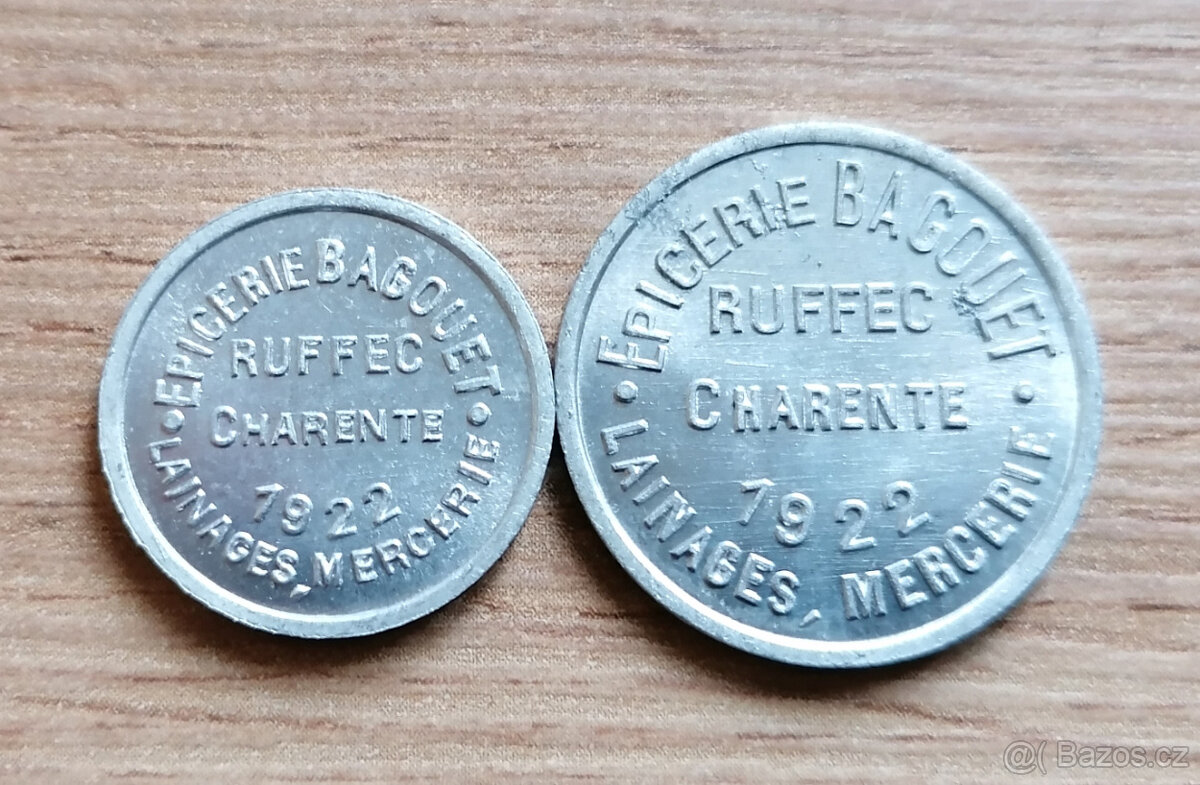 EPICERIE BAGOUET
RUFFEC
CHARENTE
1922
LAINAGES, MERCERIE
EPICERIE BAGOUET
RUFFEC
CHARENTE
1922
LAINAGES, MERCERIE
@( Bazos.cz